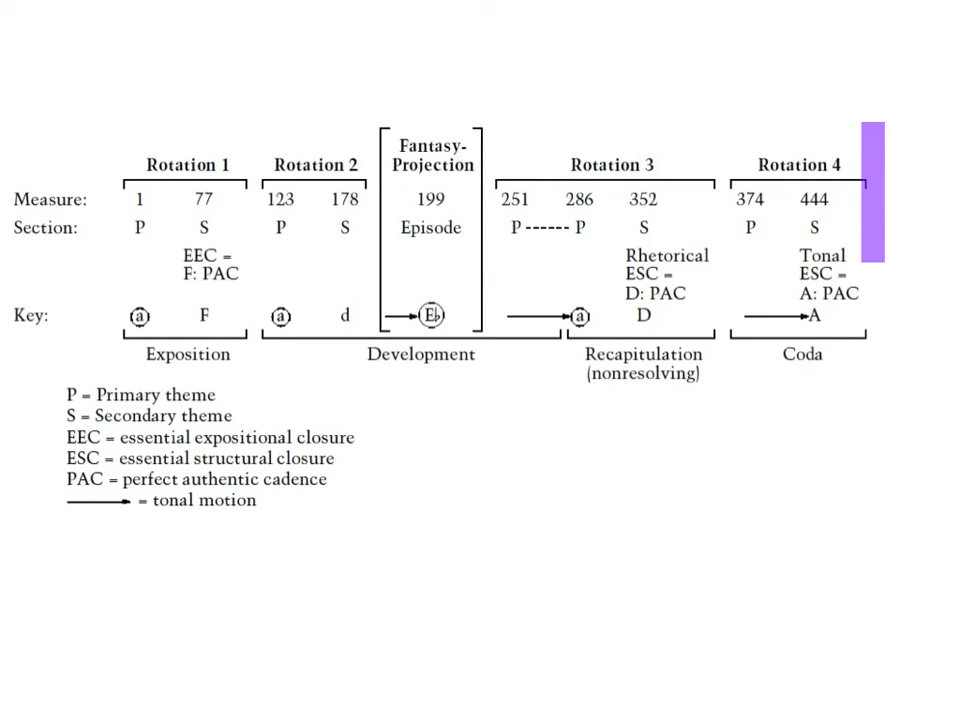 Fantasy-
Rotation 1 Rotation 2 Projection Rotation 3 Rotation 4
Measure: 1 77 123 178 199 251 286 352 374 444
Section: P S P S Episode P ------ P S P S
EEC = Rhetorical Tonal
F: PAC ESC = ESC =
D: PAC A: PAC
Key: a F a d E♭ a D A
Exposition Development Recapitulation Coda
(nonresolving)
P = Primary theme
S = Secondary theme
EEC = essential expositional closure
ESC = essential structural closure
PAC = perfect authentic cadence
= tonal motion